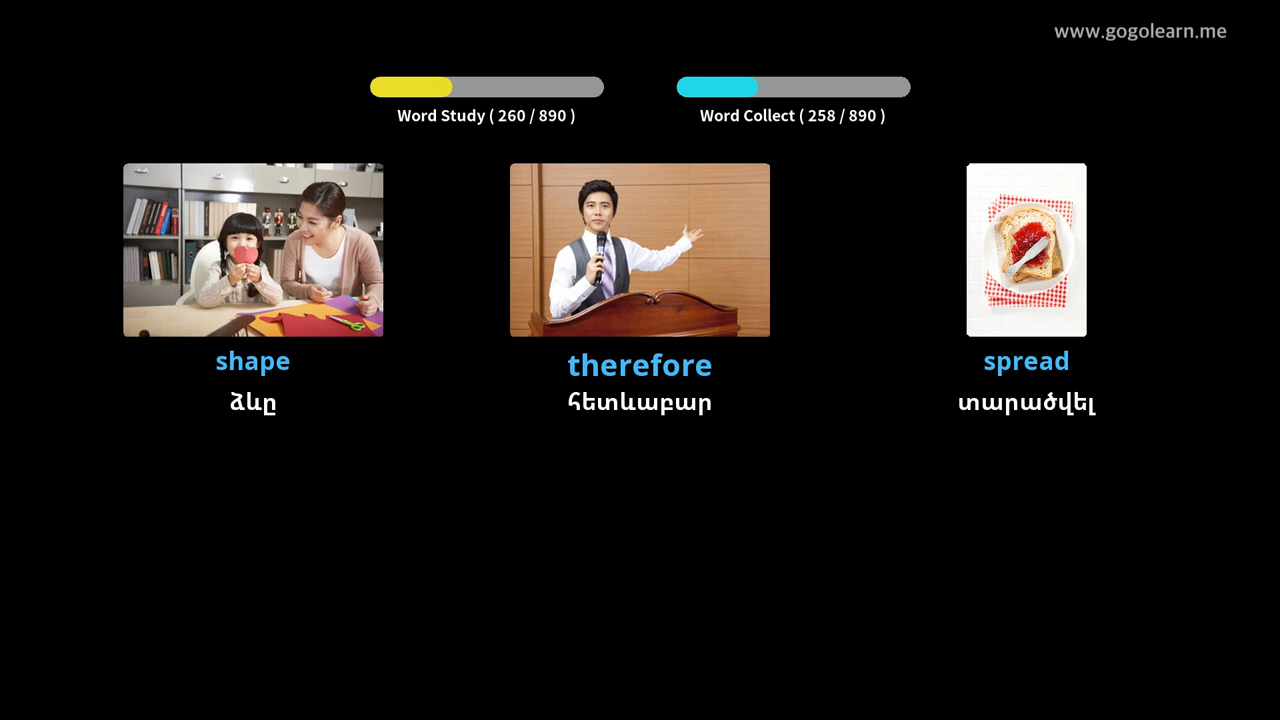 www.gogolearn.me
Word Study ( 260 / 890 )
Word Collect ( 258 / 890 )
shape
therefore
spread
ձևը
հետևաբար
տարածվել